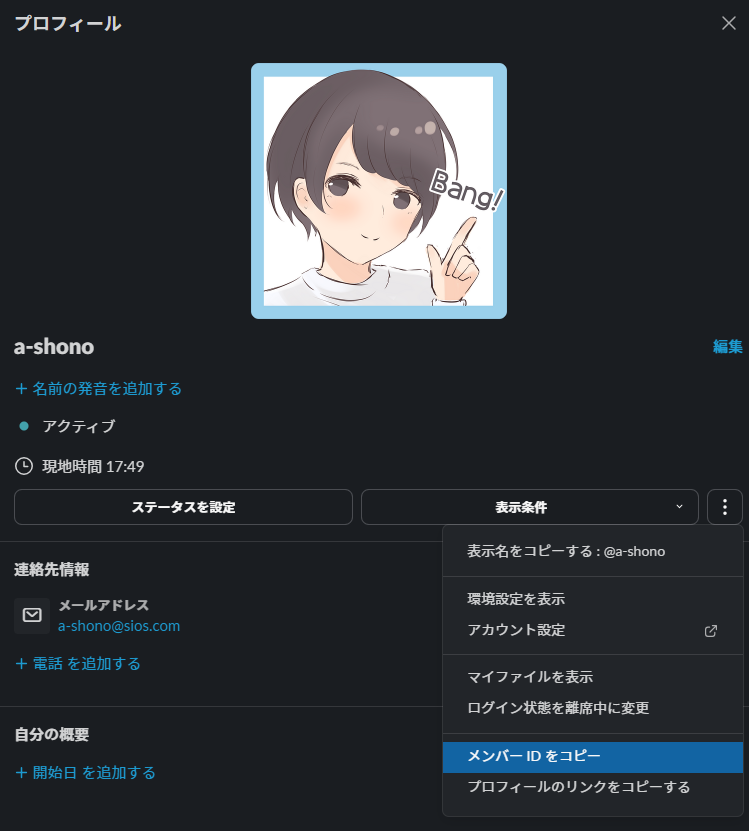 プロフィール
Bang!
a-shono
編集
+ 名前の発音を追加する
アクティブ
現地時間 17:49
ステータスを設定
表示条件
表示名をコピーする : @a-shono
環境設定を表示
アカウント設定
マイファイルを表示
ログイン状態を離席中に変更
メンバー ID をコピー
プロフィールのリンクをコピーする
連絡先情報
メールアドレス
a-shono@sios.com
+ 電話 を追加する
自分の概要
+ 開始日 を追加する